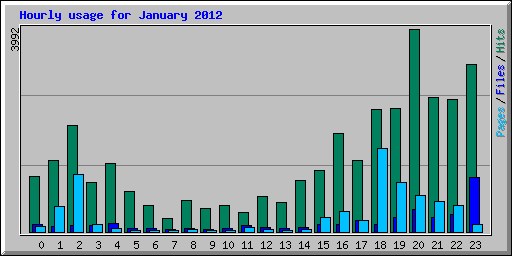 Hourly usage for January 2012
3992
Pages / Files / Hits
0 1 2 3 4 5 6 7 8 9 10 11 12 13 14 15 16 17 18 19 20 21 22 23